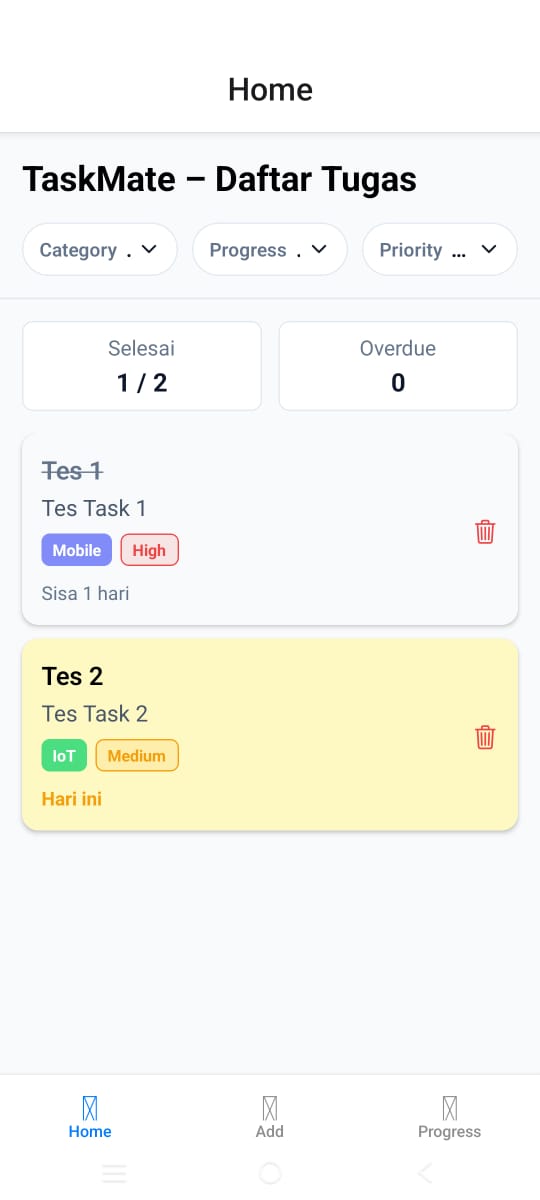 Home
TaskMate – Daftar Tugas
Category .
Progress .
Priority ...
Selesai
1 / 2
Overdue
0
Tes 1
Tes Task 1
Mobile
High
Sisa 1 hari
Tes 2
Tes Task 2
IoT
Medium
Hari ini
Home
Add
Progress